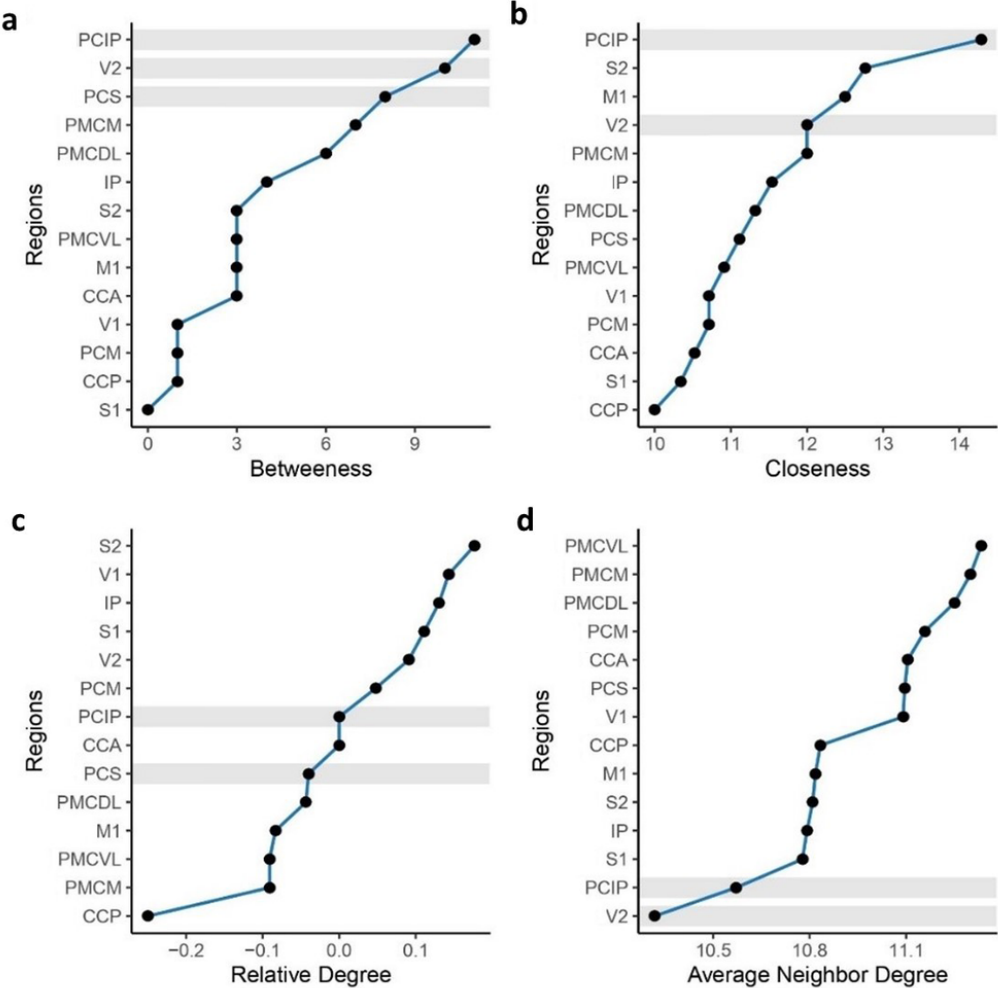 a
PCIP
V2
PCS
PMCM
PMCDL
IP
S2
PMCVL
M1
CCA
V1
PCM
CCP
S1
Regions
0 3 6 9
Betweeness
b
PCIP
S2
M1
V2
PMCM
IP
PMCDL
PCS
PMCVL
V1
PCM
CCA
S1
CCP
Regions
10 11 12 13 14
Closeness
c
S2
V1
IP
S1
V2
PCM
PCIP
CCA
PCS
PMCDL
M1
PMCVL
PMCM
CCP
Regions
−0.2 −0.1 0.0 0.1
Relative Degree
d
PMCVL
PMCM
PMCDL
PCM
CCA
PCS
V1
CCP
M1
S2
IP
S1
PCIP
V2
Regions
10.5 10.8 11.1
Average Neighbor Degree